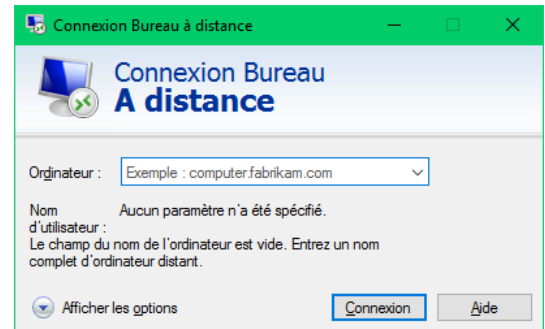 Connexion Bureau à distance
Connexion Bureau
A distance
Ordinateur :
Exemple : computer.fabrikam.com
Nom d'utilisateur :
Aucun paramètre n'a été spécifié.
Le champ du nom de l'ordinateur est vide. Entrez un nom
complet d'ordinateur distant.
Afficher les options
Connexion
Aide